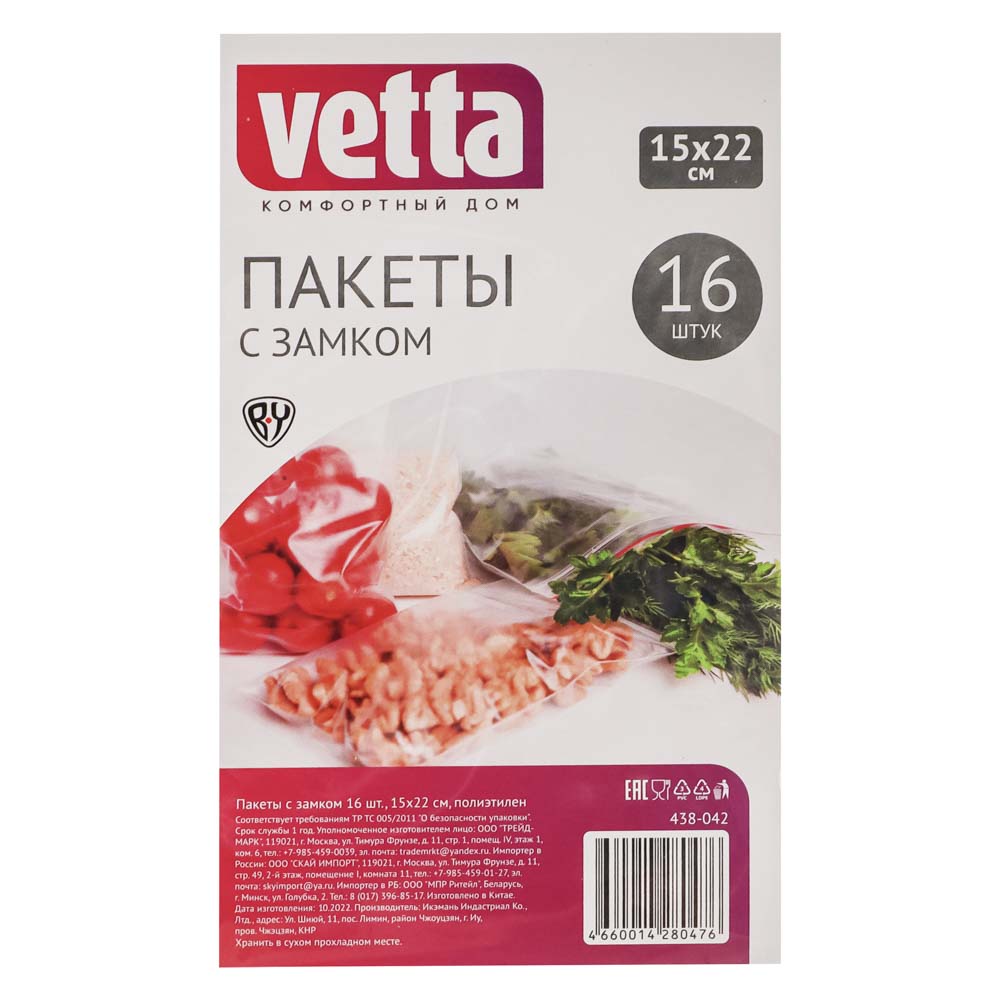 vetta
КОМФОРТНЫЙ ДОМ
15x22
СМ
ПАКЕТЫ
С ЗАМКОМ
16
ШТУК
B·Y
EAC
3
PVC
4
LDPE
438-042
Пакеты с замком 16 шт., 15х22 см, полиэтилен
Соответствует требованиям ТР ТС 005/2011 "О безопасности упаковки".
Срок службы 1 год. Уполномоченное изготовителем лицо: ООО "ТРЕЙД-
МАРК", 119021, г. Москва, ул. Тимура Фрунзе, д. 11, стр. 1, помещ. IV, этаж 1,
ком. 6, тел.: +7-985-459-0039, эл. почта: trademrkt@yandex.ru. Импортер в
России: ООО "СКАЙ ИМПОРТ", 119021, г. Москва, ул. Тимура Фрунзе, д. 11,
стр. 49, 2-й этаж, помещение I, комната 11, тел.: +7-985-459-01-27, эл.
почта: skyimport@ya.ru. Импортер в РБ: ООО "МПР Ритейл", Беларусь,
г. Минск, ул. Голубка, 2. Тел.: 8 (017) 396-85-17. Изготовлено в Китае.
Дата изготовления: 10.2022. Производитель: Икэмань Индастриал Ко.,
Лтд., адрес: Ул. Шиюй, 11, пос. Лимин, район Чжоуцзян, г. Иу,
пров. Чжэцзян, КНР
Хранить в сухом прохладном месте.
4 660014 280476